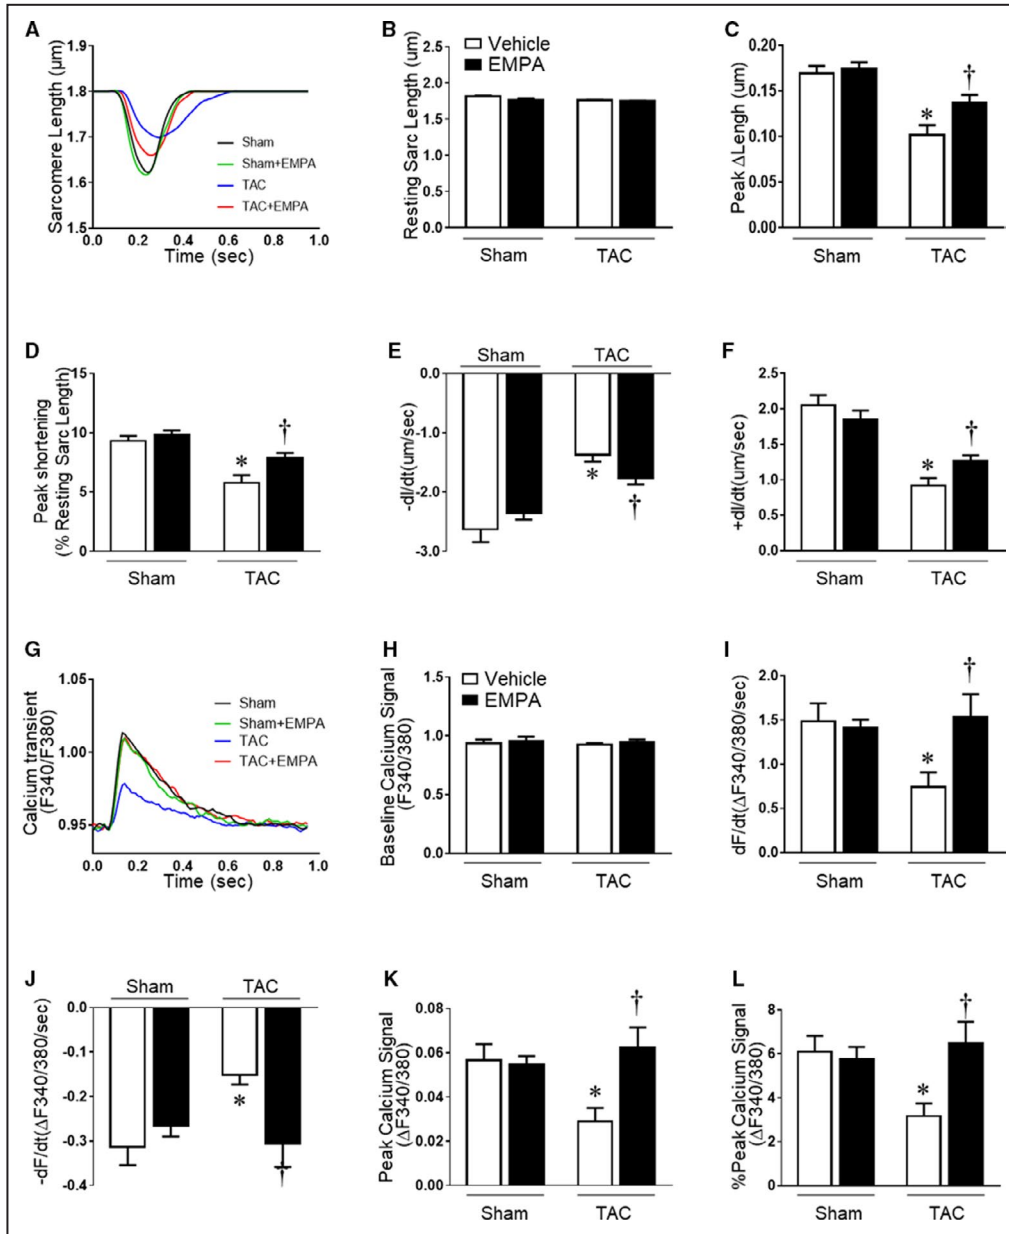 A
Sarcomere Length (μm)
1.9
1.8
1.7
1.6
1.5
Sham
Sham+EMPA
TAC
TAC+EMPA
0.0 0.2 0.4 0.6 0.8 1.0
Time (sec)
B
Resting Sarc Length (um)
2.5
2.0
1.5
1.0
0.5
0.0
Vehicle
EMPA
Sham TAC
C
Peak ΔLengh (um)
0.20
0.15
0.10
0.05
0.00
* †
Sham TAC
D
Peak shortening
(% Resting Sarc Length)
15
10
5
0
* †
Sham TAC
E
Sham TAC
-dl/dt(um/sec)
0.0
-1.0
-2.0
-3.0
* †
F
+dl/dt(um/sec)
2.5
2.0
1.5
1.0
0.5
0.0
* †
Sham TAC
G
Calcium transient
(F340/F380)
1.05
1.00
0.95
Sham
Sham+EMPA
TAC
TAC+EMPA
0.0 0.2 0.4 0.6 0.8 1.0
Time (sec)
H
Baseline Calcium Signal
(F340/380)
1.5
1.0
0.5
0.0
Vehicle
EMPA
Sham TAC
I
dF/dt(ΔF340/380/sec)
2.0
1.5
1.0
0.5
0.0
* †
Sham TAC
J
Sham TAC
-dF/dt(ΔF340/380/sec)
0.0
-0.1
-0.2
-0.3
-0.4
* †
K
Peak Calcium Signal
(ΔF340/380)
0.08
0.06
0.04
0.02
0.00
* †
Sham TAC
L
%Peak Calcium Signal
(ΔF340/380)
8
6
4
2
0
* †
Sham TAC